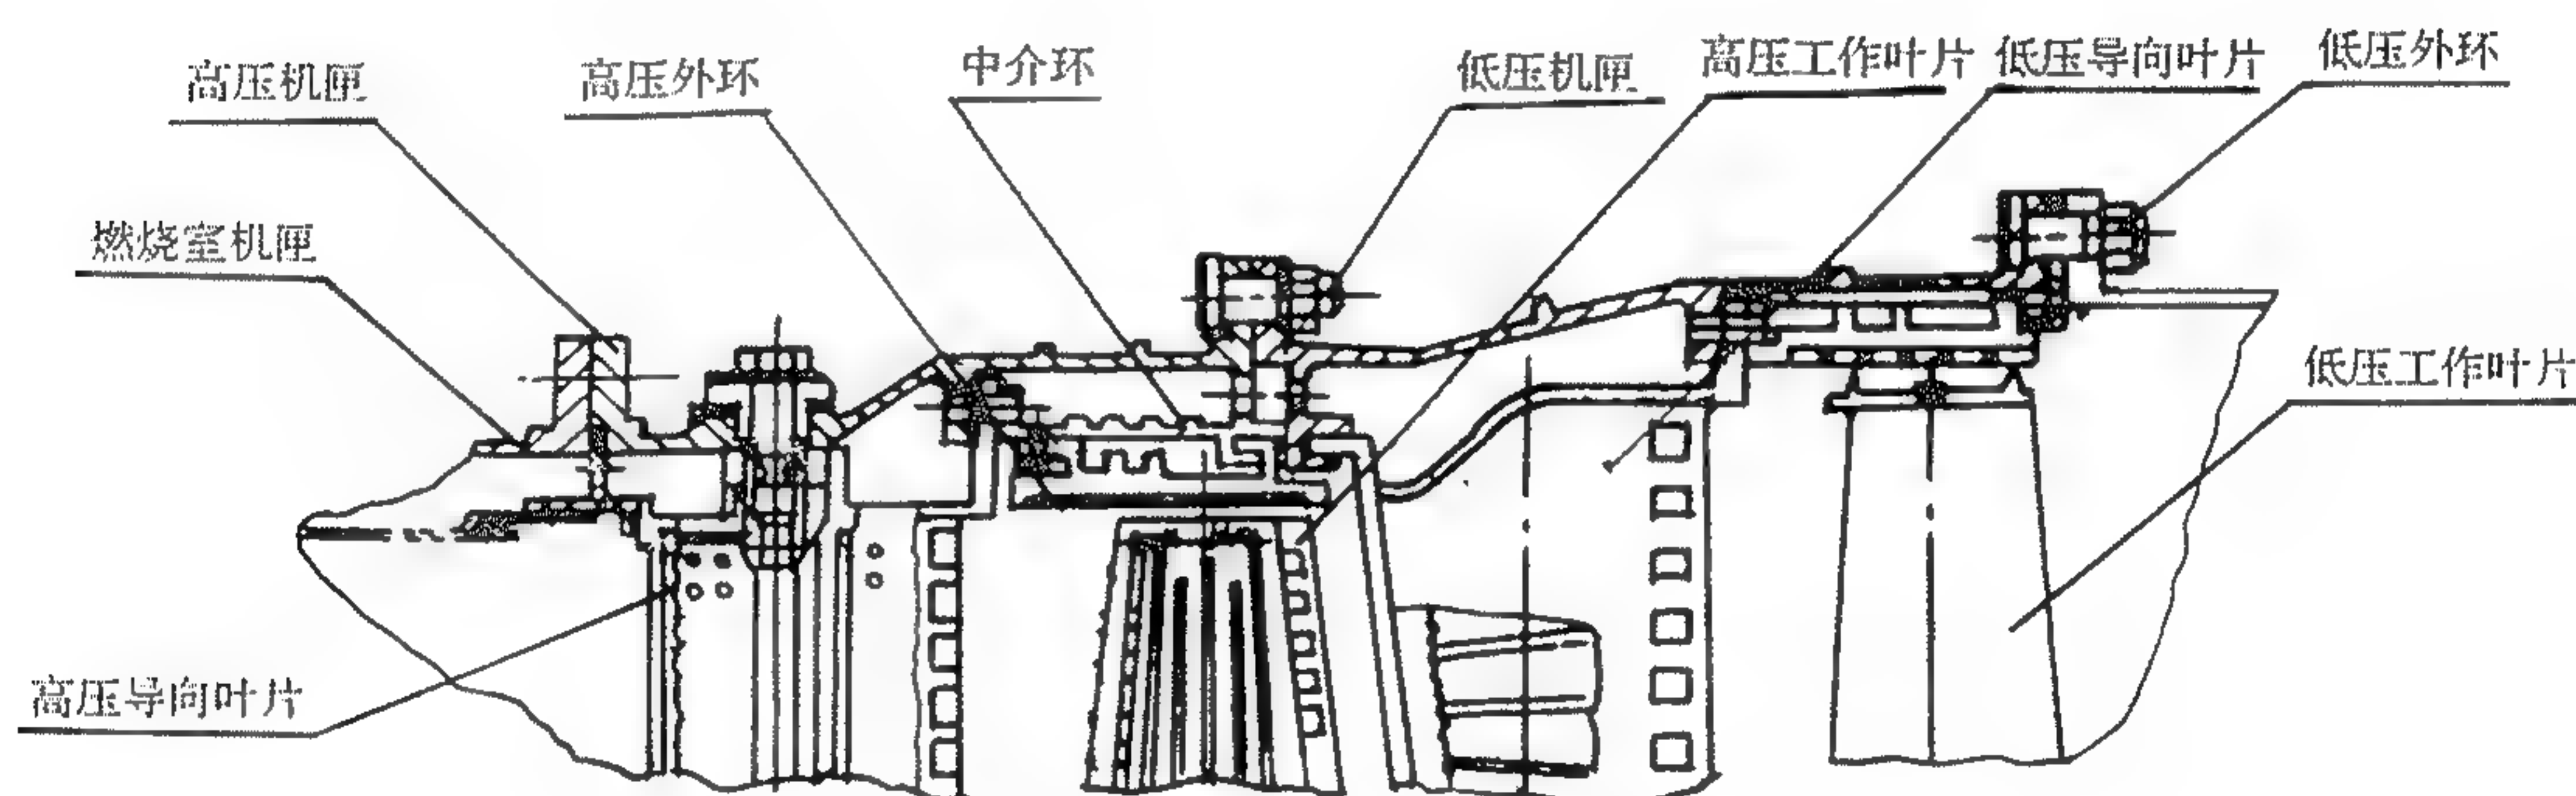 高压机匣
高压外环
中介环
低压机匣
高压工作叶片
低压导向叶片
低压外环
燃烧室机匣
低压工作叶片
高压导向叶片